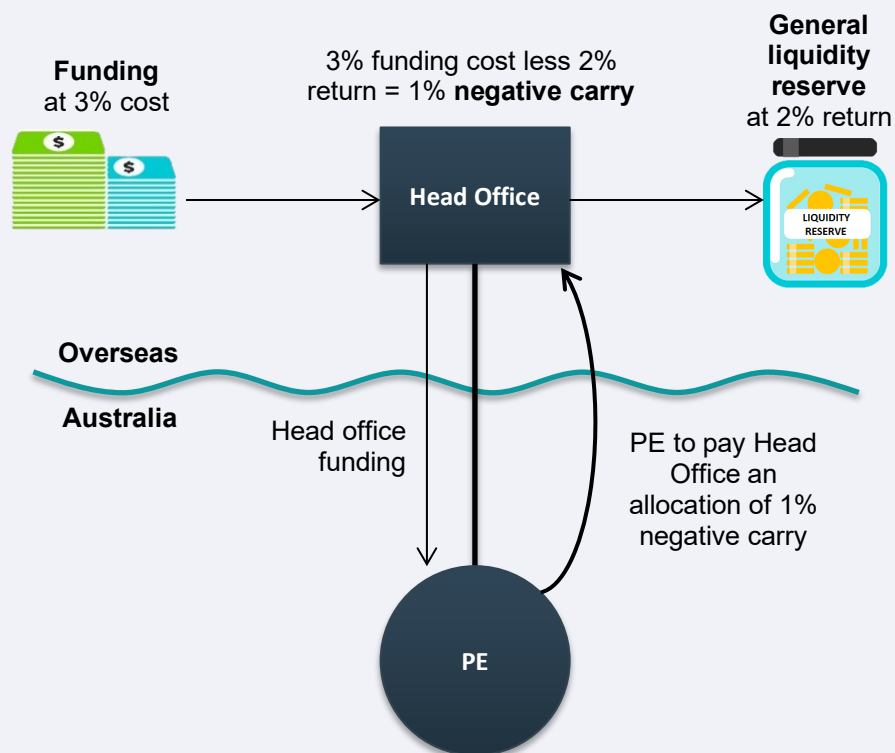 Funding
at 3% cost
3% funding cost less 2%
return = 1% negative carry
General
liquidity
reserve
at 2% return
$
$
Head Office
LIQUIDITY
RESERVE
Overseas
Australia
Head office
funding
PE to pay Head
Office an
allocation of 1%
negative carry
PE